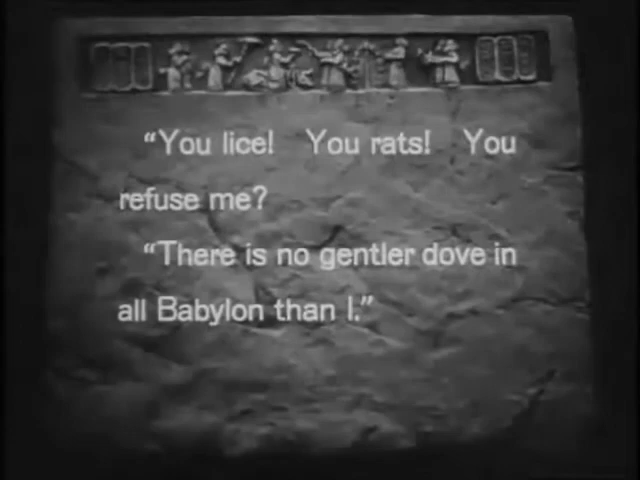 “You lice! You rats! You
refuse me?
“There is no gentler dove in
all Babylon than I.”